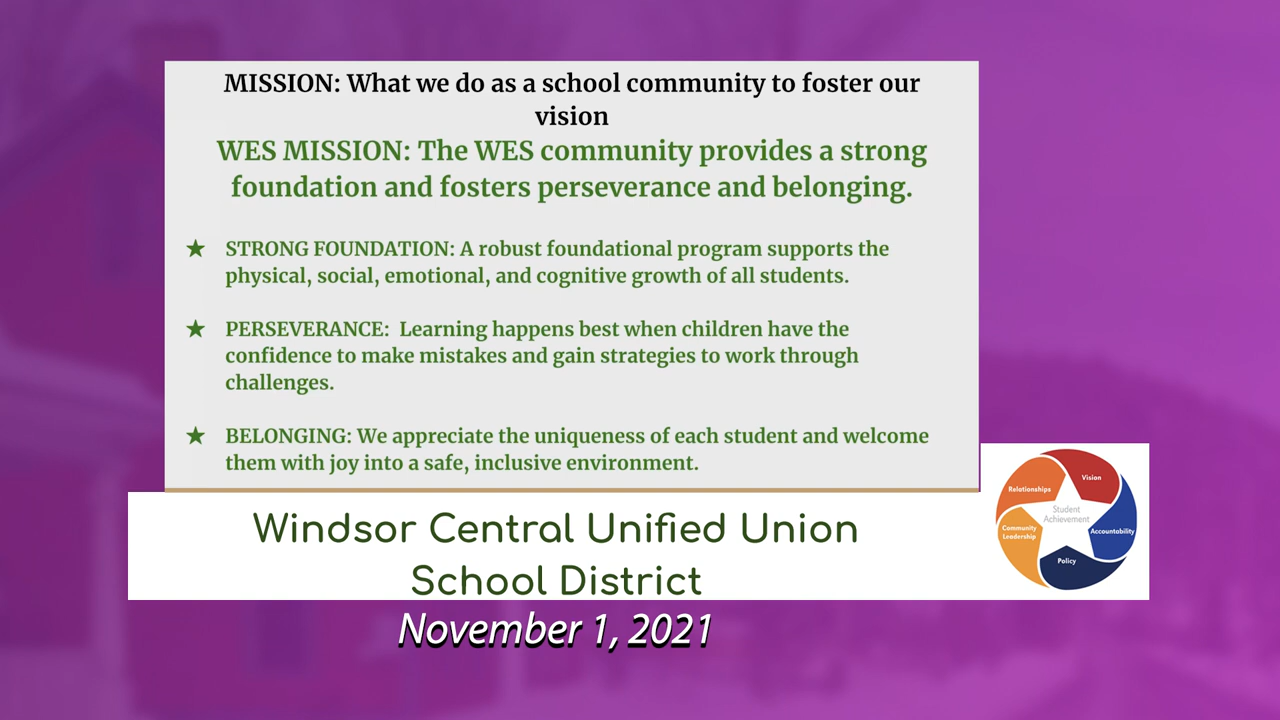 MISSION: What we do as a school community to foster our
vision
WES MISSION: The WES community provides a strong
foundation and fosters perseverance and belonging.
★ STRONG FOUNDATION: A robust foundational program supports the
physical, social, emotional, and cognitive growth of all students.
★ PERSEVERANCE: Learning happens best when children have the
confidence to make mistakes and gain strategies to work through
challenges.
★ BELONGING: We appreciate the uniqueness of each student and welcome
them with joy into a safe, inclusive environment.
Windsor Central Unified Union
School District
November 1, 2021
Vision
Relationships
Student
Achievement
Community
Leadership
Accountability
Policy